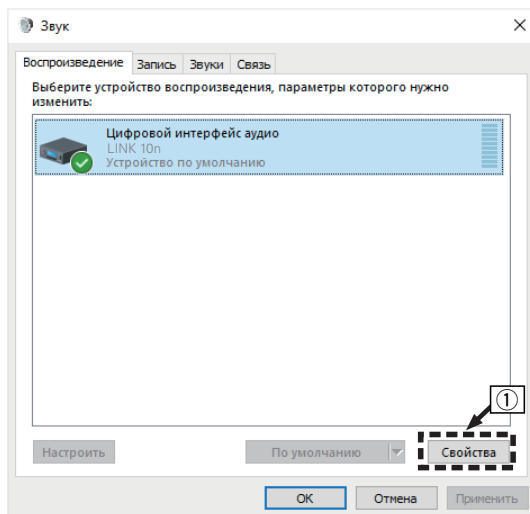 Звук
Воспроизведение Запись Звуки Связь
Выберите устройство воспроизведения, параметры которого нужно
изменить:
Цифровой интерфейс аудио
LINK 10n
Устройство по умолчанию
①
Настроить По умолчанию Свойства
OK Отмена Применить